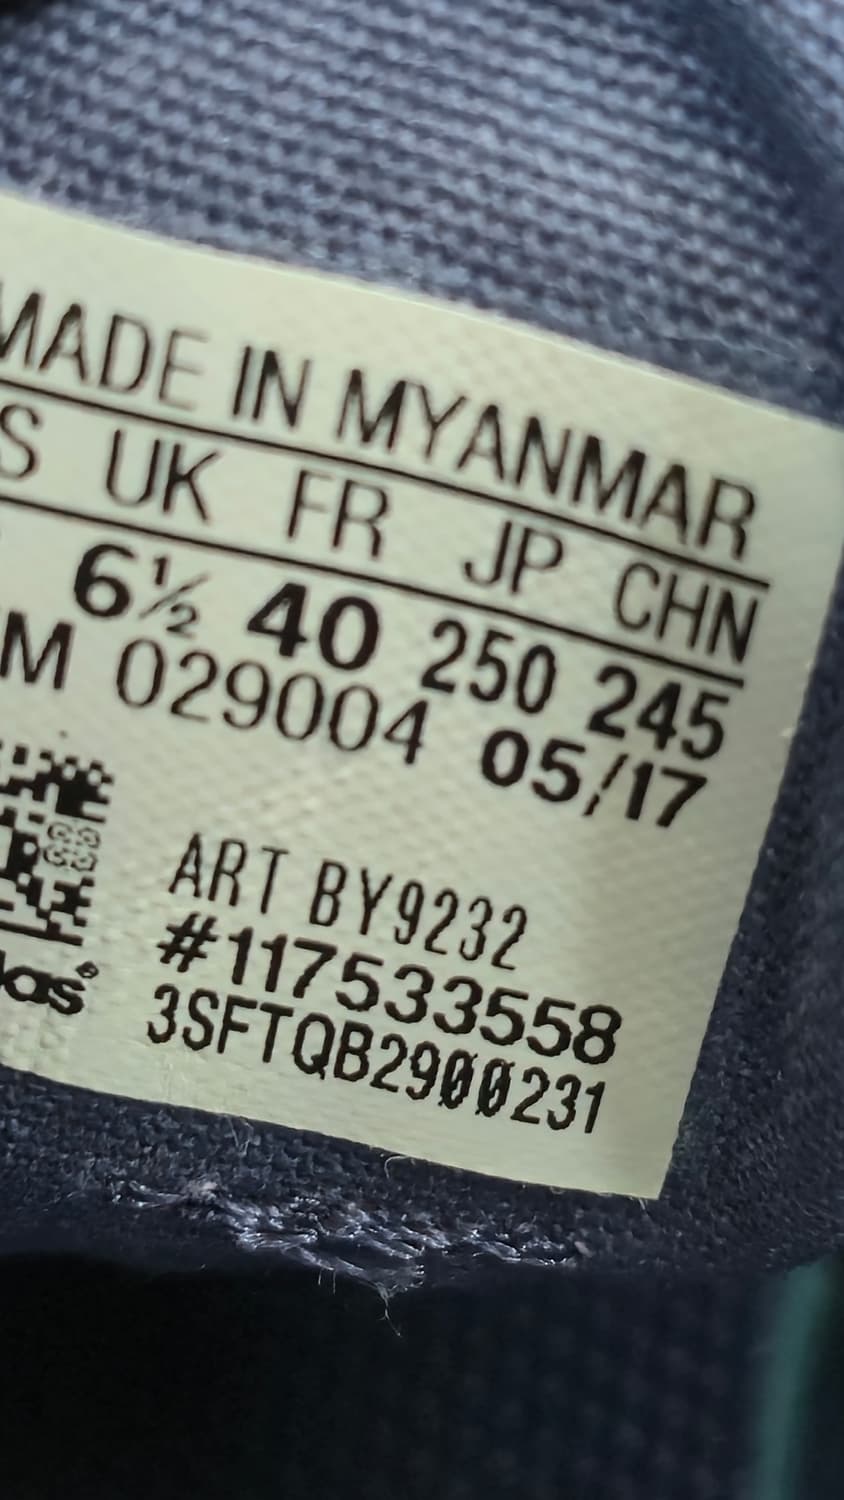 MADE IN MYANMAR
S UK FR JP CHN
6½ 40 250 245
M 029004 05/17
ART BY9232
#117533558
das®
3SFTQB2900231